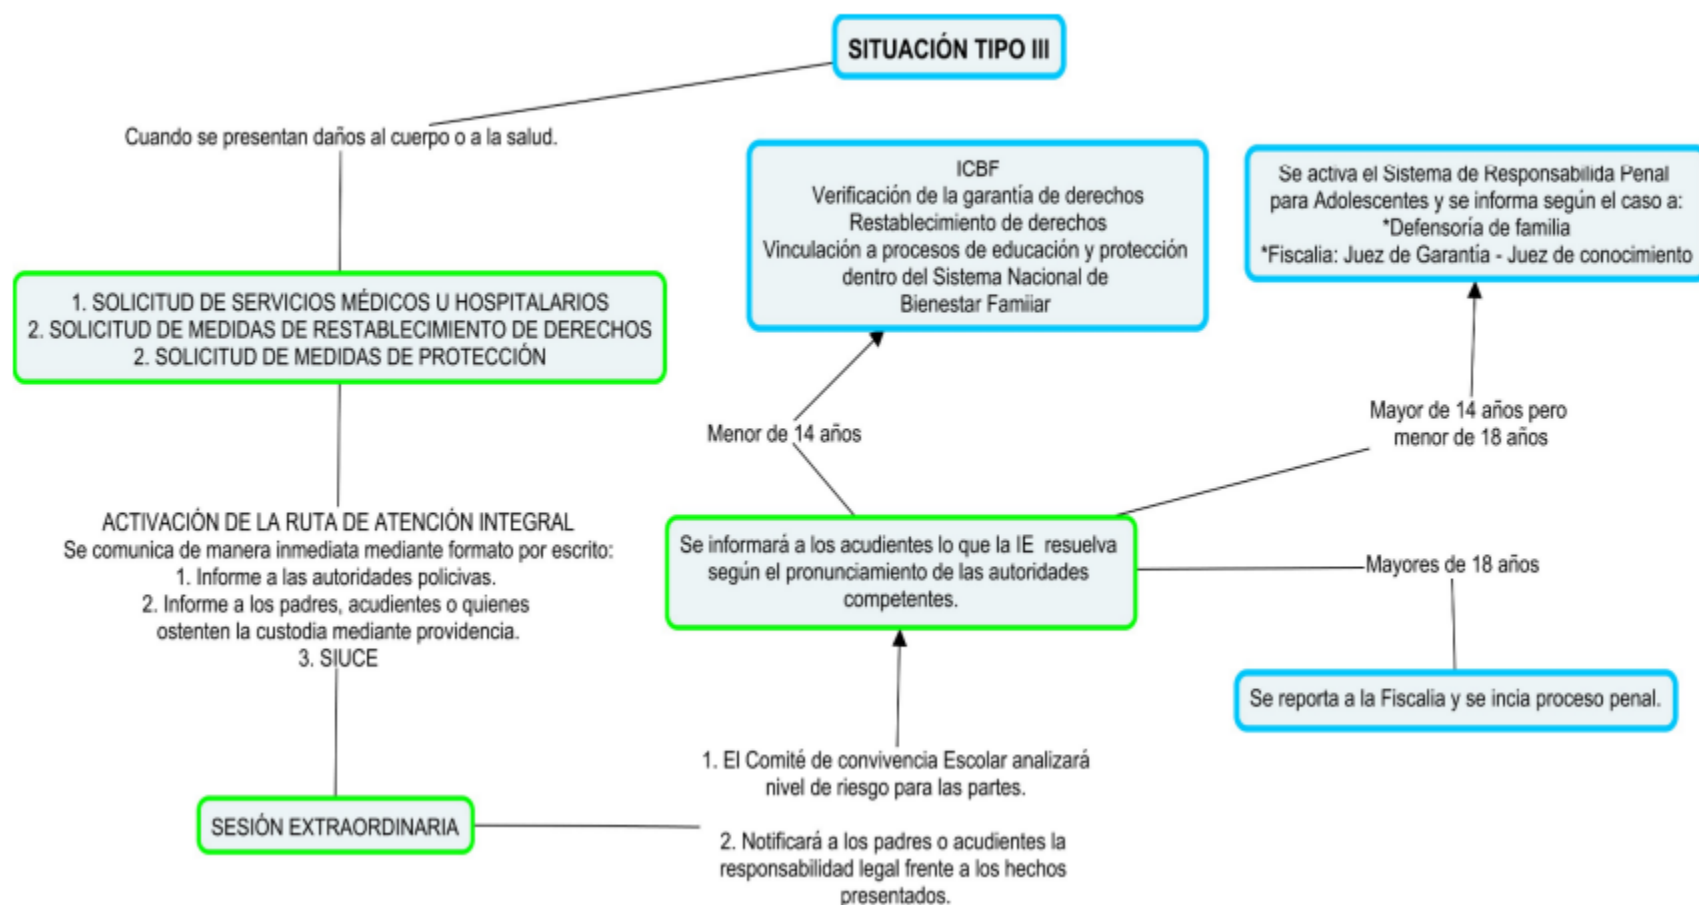 SITUACIÓN TIPO III
Cuando se presentan daños al cuerpo o a la salud.
1. SOLICITUD DE SERVICIOS MÉDICOS U HOSPITALARIOS
2. SOLICITUD DE MEDIDAS DE RESTABLECIMIENTO DE DERECHOS
2. SOLICITUD DE MEDIDAS DE PROTECCIÓN
ACTIVACIÓN DE LA RUTA DE ATENCIÓN INTEGRAL
Se comunica de manera inmediata mediante formato por escrito:
1. Informe a las autoridades policivas.
2. Informe a los padres, acudientes o quienes
ostenten la custodia mediante providencia.
3. SIUCE
SESIÓN EXTRAORDINARIA
1. El Comité de convivencia Escolar analizará
nivel de riesgo para las partes.
2. Notificará a los padres o acudientes la
responsabilidad legal frente a los hechos
presentados.
Se informará a los acudientes lo que la IE resuelva
según el pronunciamiento de las autoridades
competentes.
Menor de 14 años
ICBF
Verificación de la garantía de derechos
Restablecimiento de derechos
Vinculación a procesos de educación y protección
dentro del Sistema Nacional de
Bienestar Famiiar
Mayor de 14 años pero
menor de 18 años
Se activa el Sistema de Responsabilida Penal
para Adolescentes y se informa según el caso a:
*Defensoría de familia
*Fiscalia: Juez de Garantía - Juez de conocimiento
Mayores de 18 años
Se reporta a la Fiscalia y se incia proceso penal.